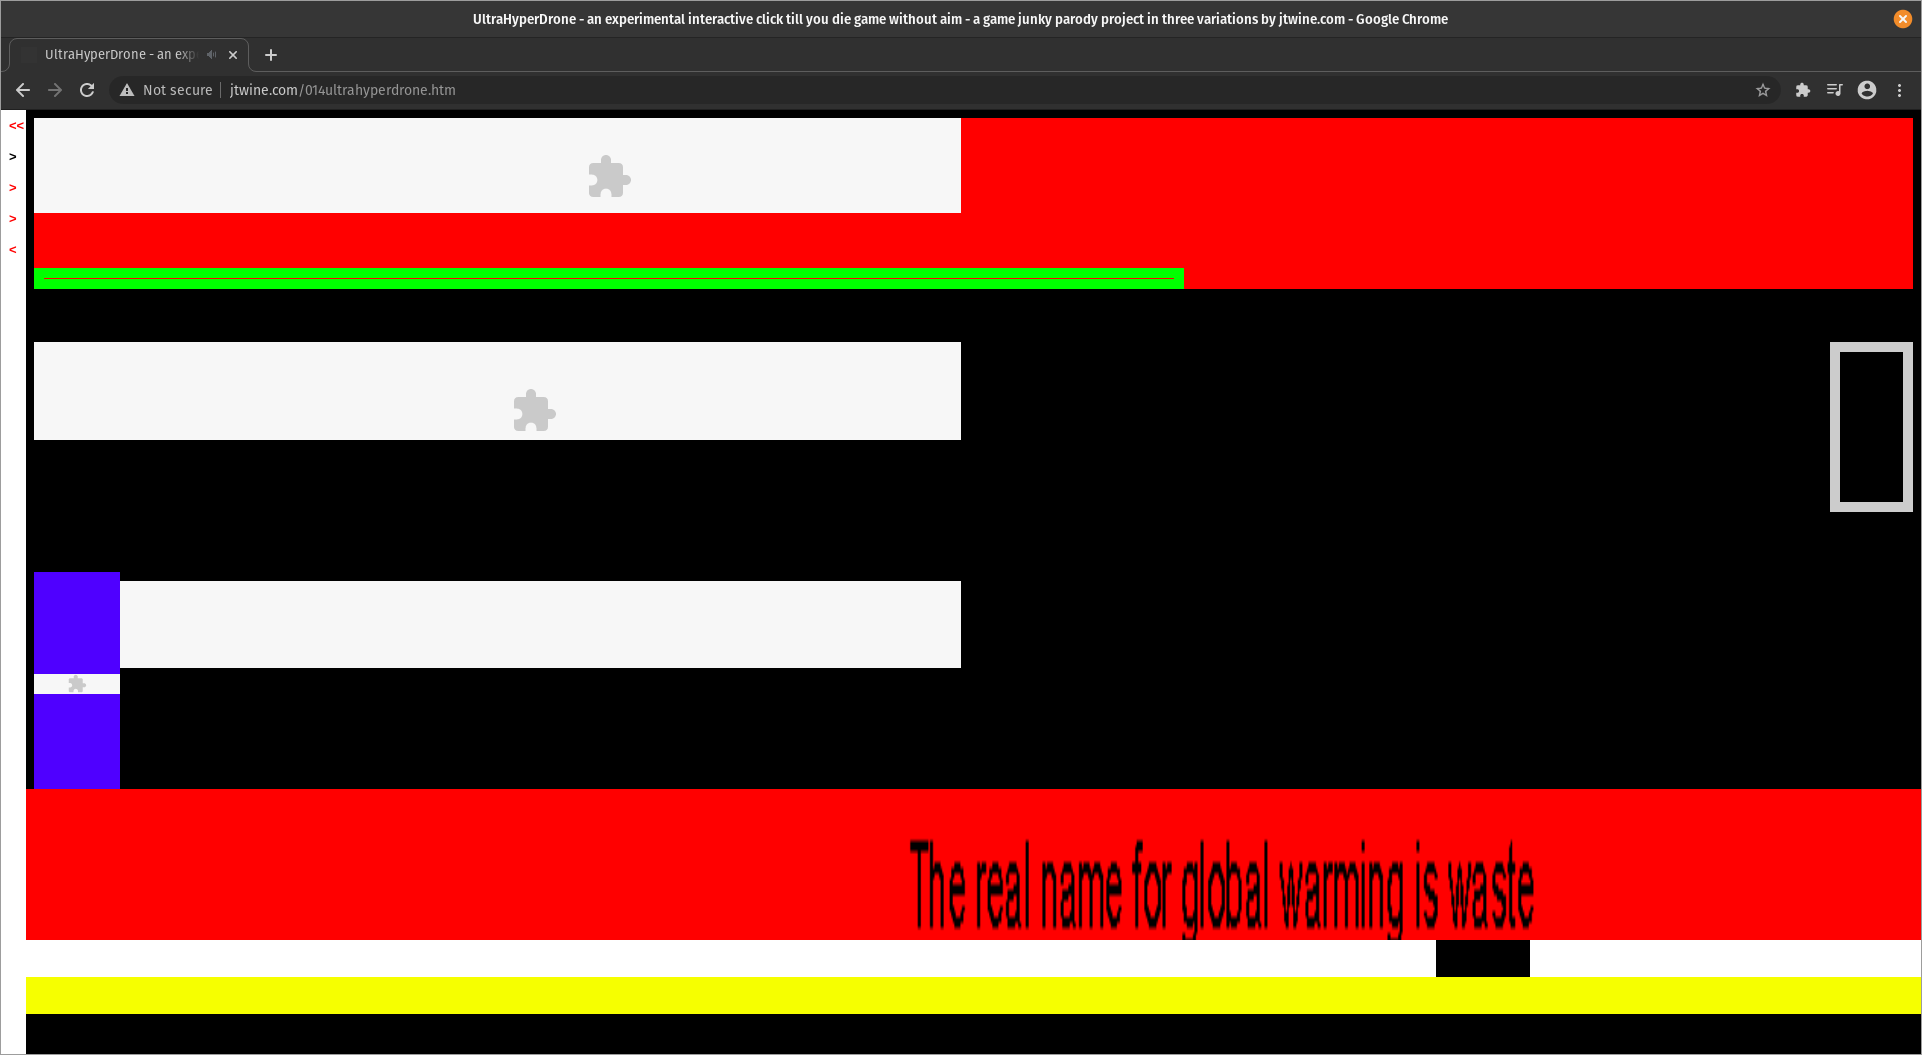 UltraHyperDrone - an experimental interactive click till you die game without aim - a game junky parody project in three variations by jtwine.com - Google Chrome
UltraHyperDrone - an exp
Not secure jtwine.com/014ultrahyperdrone.htm
<<
>
>
>
<
The real name for global warming is waste